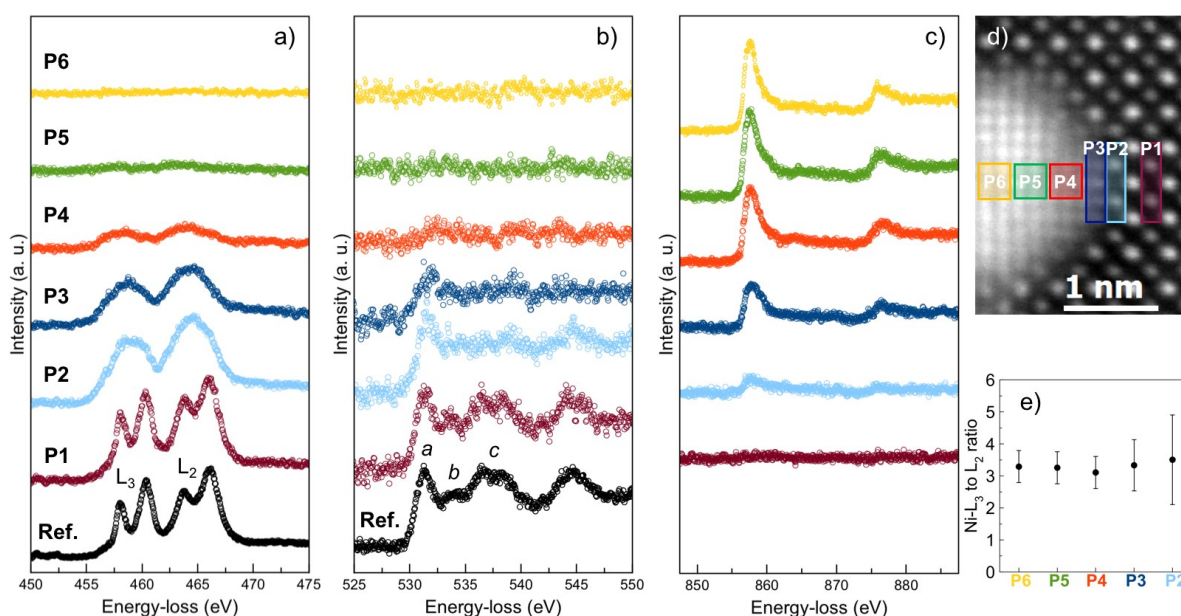 a)
P6
P5
P4
P3
P2
P1
L3
L2
Ref.
Intensity (a. u.)
450 455 460 465 470 475
Energy-loss (eV)
b)
a
b
c
Ref.
Intensity (a. u.)
525 530 535 540 545 550
Energy-loss (eV)
c)
Intensity (a. u.)
850 860 870 880
Energy-loss (eV)
d)
P3 P2 P1
P6 P5 P4
1 nm
e)
Ni-L3 to L2 ratio
6
5
4
3
2
1
0
P6 P5 P4 P3 P2